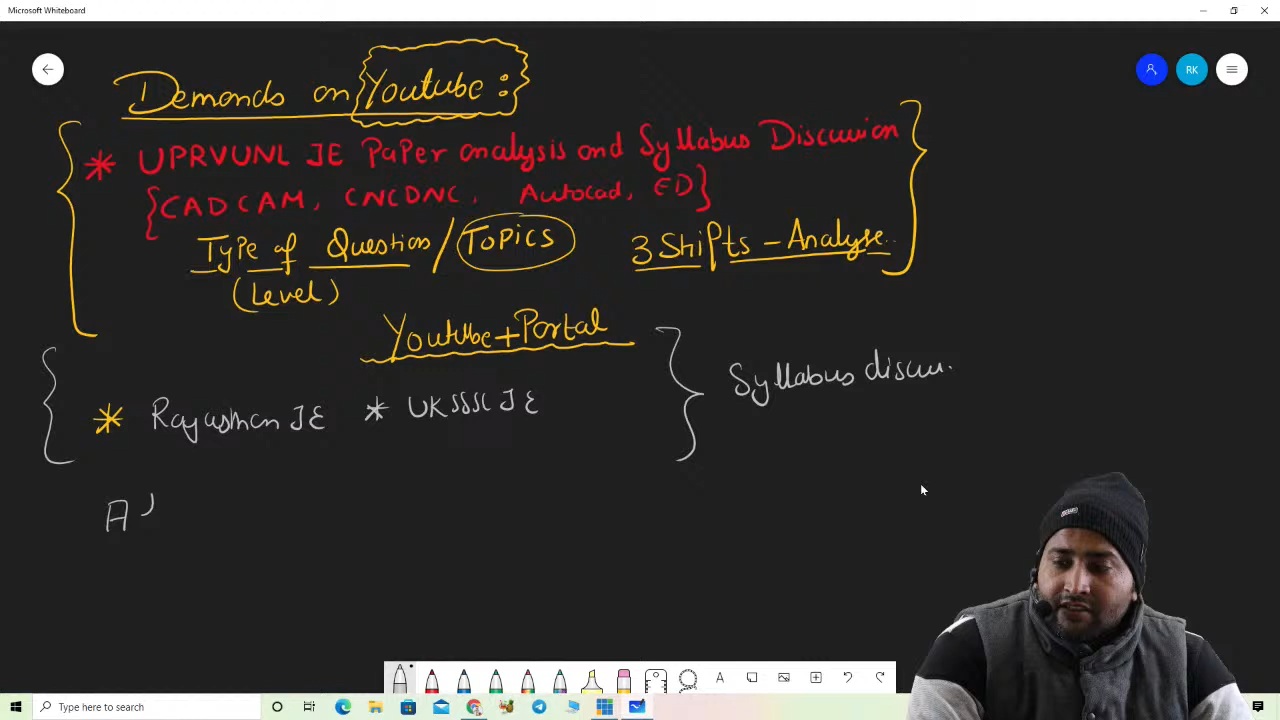 Microsoft Whiteboard
RK
Demands on Youtube :
* UPRVUNL JE PaPer analysis and Syllabus Discussion
{CADCAM, CNCDNC, Autocad, ED}
Type of Question / TOPICS 3 Shifts - Analyse..
(Level)
Youtube + Portal
* Rajasthan JE * UKSSSC JE } Syllabus discu.
A
Type here to search